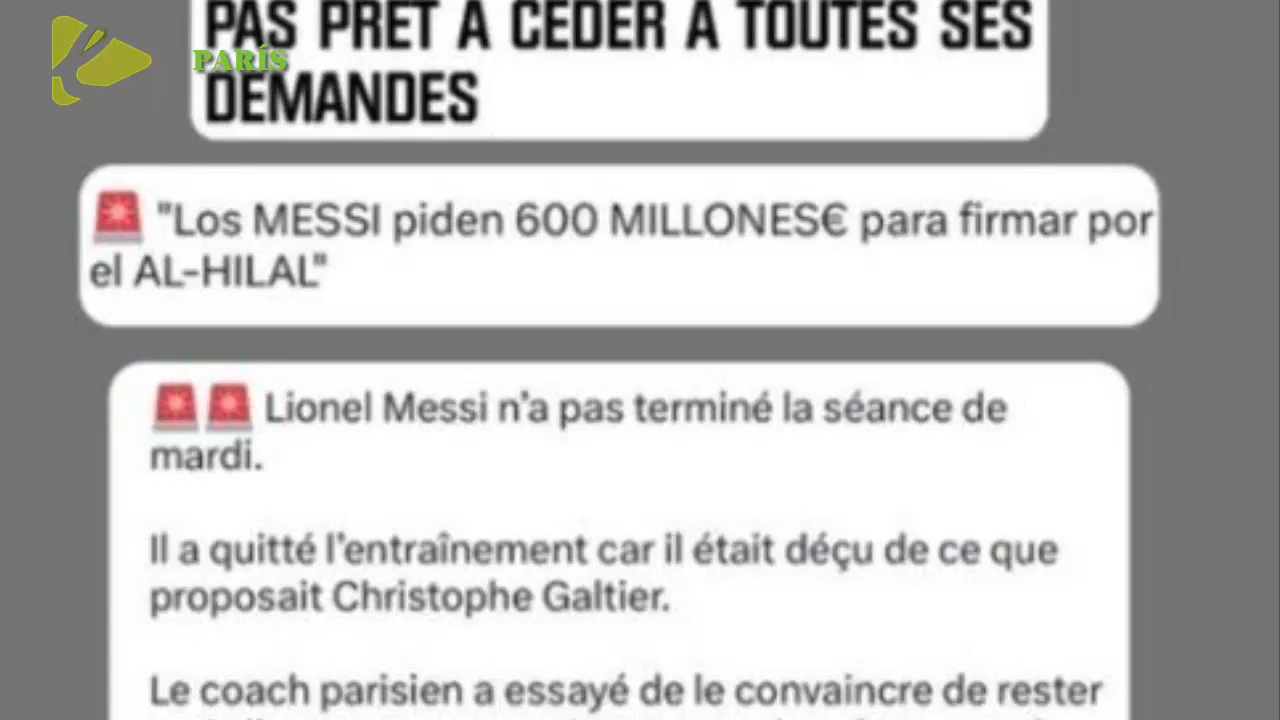 PAS PRET A CEDER A TOUTES SES
PARÍS
DEMANDES
🚨 "Los MESSI piden 600 MILLONES€ para firmar por
el AL-HILAL"
🚨🚨 Lionel Messi n'a pas terminé la séance de
mardi.
Il a quitté l'entraînement car il était déçu de ce que
proposait Christophe Galtier.
Le coach parisien a essayé de le convaincre de rester